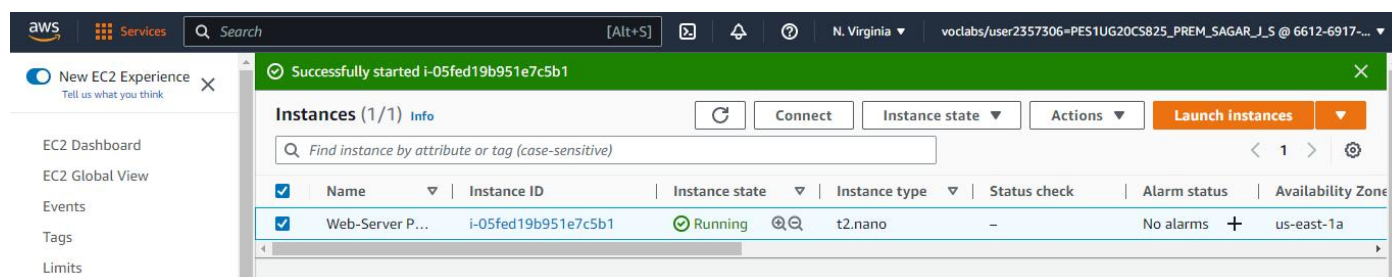 aws Services Search [Alt+S] N. Virginia ▼ voclabs/user2357306=PES1UG20CS825_PREM_SAGAR_J_S @ 6612-6917-... ▼
New EC2 Experience
Tell us what you think
EC2 Dashboard
EC2 Global View
Events
Tags
Limits
Successfully started i-05fed19b951e7c5b1
Instances (1/1) Info Connect Instance state ▼ Actions ▼ Launch instances ▼
Find instance by attribute or tag (case-sensitive) < 1 >
Name Instance ID Instance state Instance type Status check Alarm status Availability Zone
Web-Server P... i-05fed19b951e7c5b1 Running t2.nano – No alarms + us-east-1a